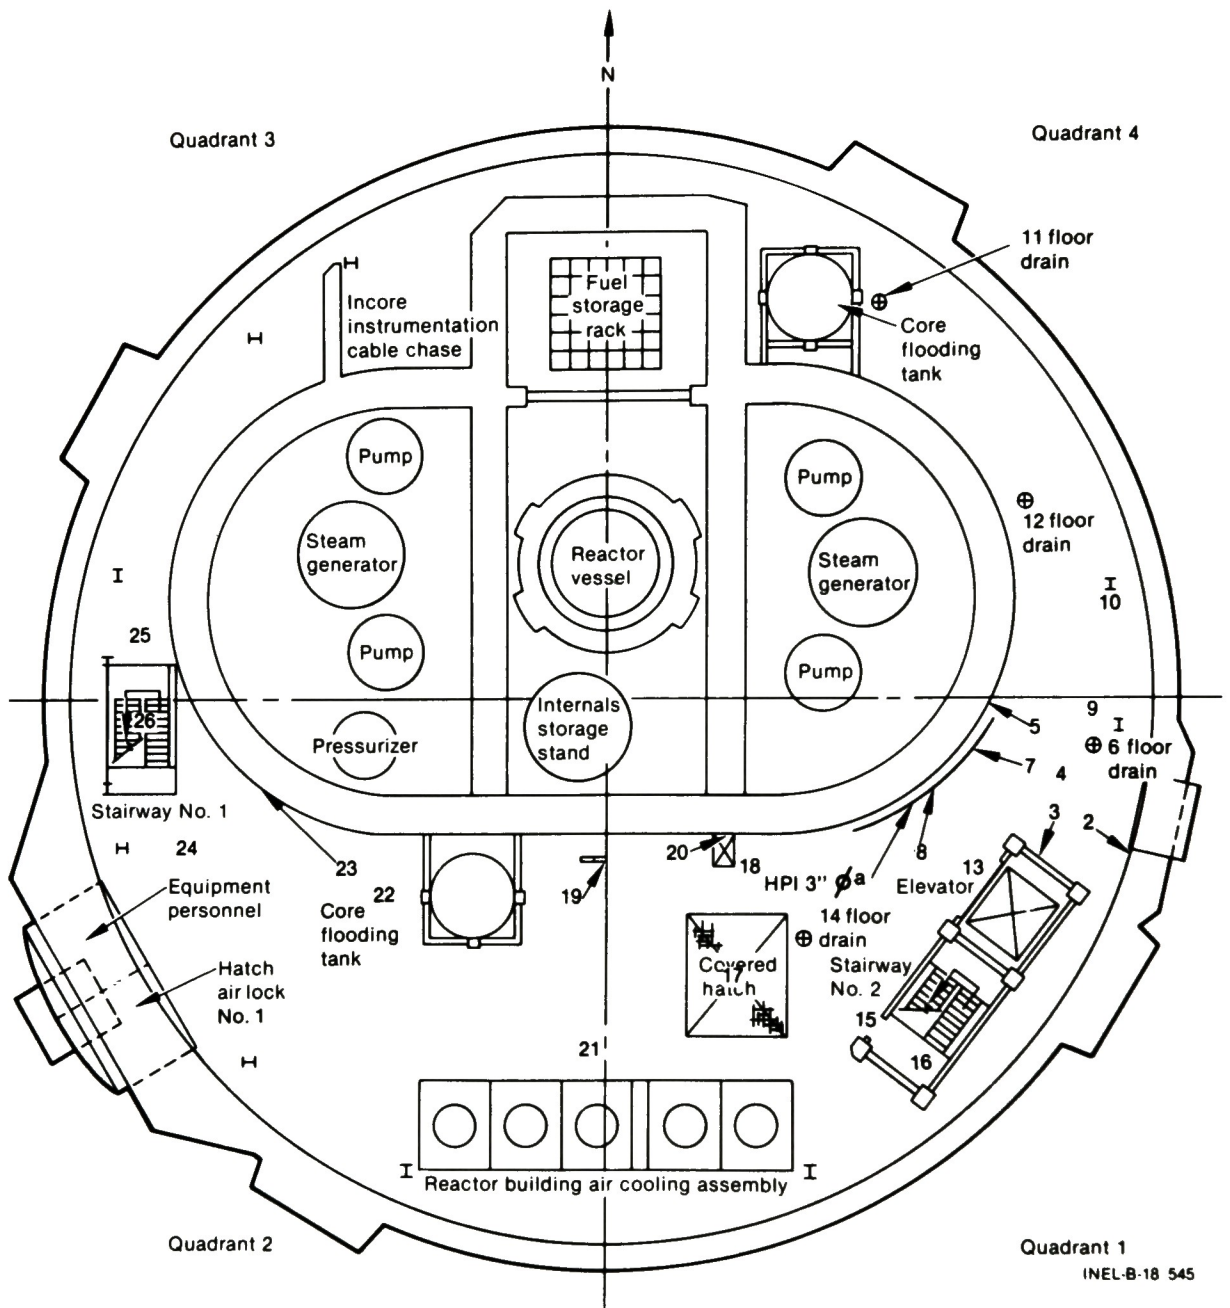 N
Quadrant 3
Quadrant 4
11 floor
drain
Fuel
storage
rack
Incore
instrumentation
cable chase
Core
flooding
tank
Pump
Pump
12 floor
drain
Steam
generator
Reactor
vessel
Steam
generator
10
25
Pump
Pump
26
Internals
storage
stand
9
5
Pressurizer
6 floor
drain
7
4
Stairway No. 1
3
2
24
23
20
18
8
13
22
19
HPI 3" ϕa
Elevator
Equipment
personnel
Core
flooding
tank
14 floor
drain
Stairway
No. 2
Hatch
air lock
No. 1
Covered
hatch
17
15
16
21
Reactor building air cooling assembly
Quadrant 2
Quadrant 1
INEL-B-18 545